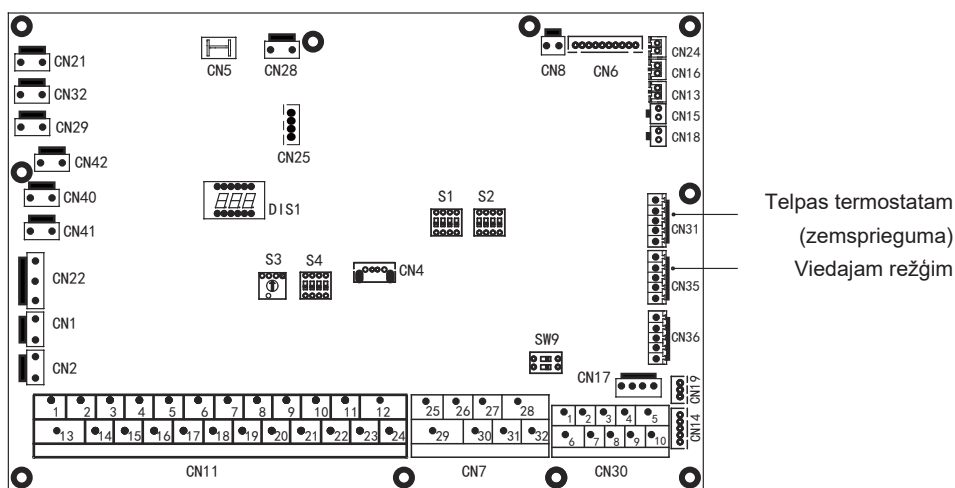 CN21
CN32
CN29
CN42
CN40
CN41
CN22
CN1
CN2
CN5
CN28
CN25
DIS1
S1 S2
S3 S4
CN4
CN8 CN6
CN24
CN16
CN13
CN15
CN18
CN31
CN35
CN36
SW9
CN17
CN19
CN14
1 2 3 4 5 6 7 8 9 10 11 12
13 14 15 16 17 18 19 20 21 22 23 24
CN11
25 26 27 28
29 30 31 32
CN7
1 2 3 4 5
6 7 8 9 10
CN30
Telpas termostatam
(zemsprieguma)
Viedajam režģim